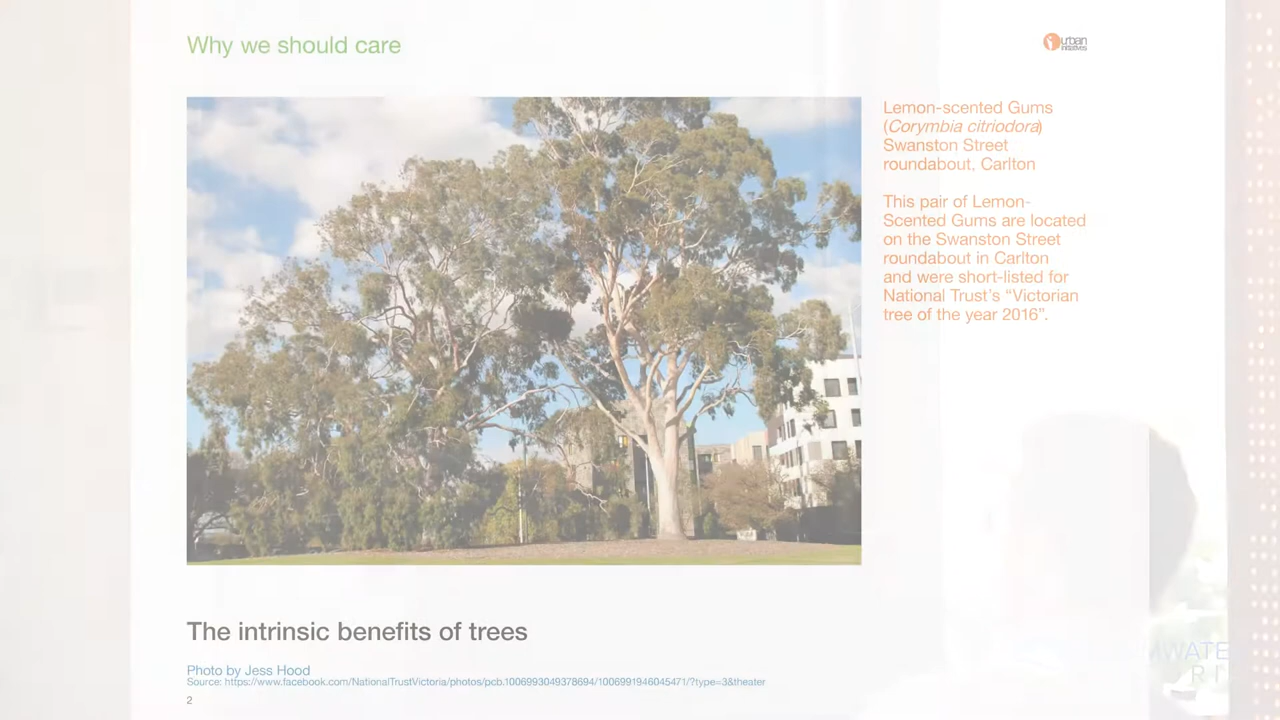 Why we should care
urban
initiatives
Lemon-scented Gums
(Corymbia citriodora)
Swanston Street
roundabout, Carlton
This pair of Lemon-
Scented Gums are located
on the Swanston Street
roundabout in Carlton
and were short-listed for
National Trust's “Victorian
tree of the year 2016”.
The intrinsic benefits of trees
Photo by Jess Hood
Source: https://www.facebook.com/NationalTrustVictoria/photos/pcb.1006993049378694/1006991946045471/?type=3&theater
2